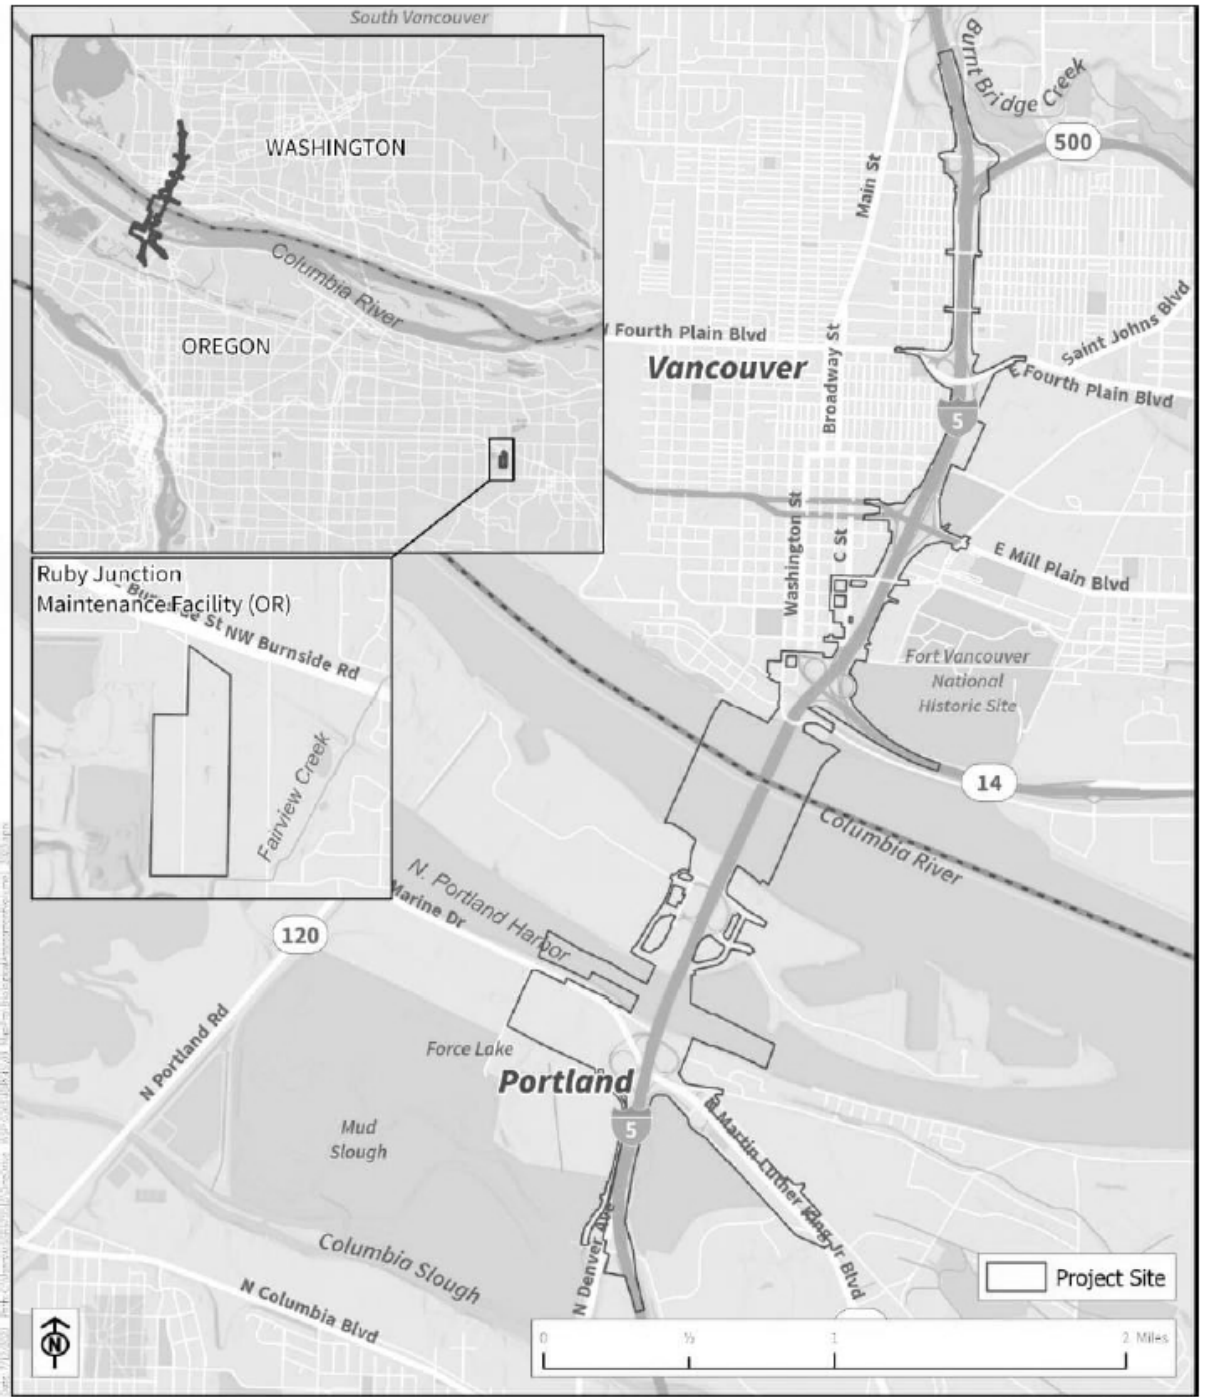 South Vancouver
Burnt Bridge Creek
WASHINGTON
500
Main St
Columbia River
OREGON
Saint Johns Blvd
Fourth Plain Blvd
Vancouver
Broadway St
E Fourth Plain Blvd
5
Washington St
C St
E Mill Plain Blvd
Ruby Junction
Maintenance Facility (OR)
NW Burnside Rd
Fairview Creek
Fort Vancouver
National
Historic Site
14
Columbia River
N. Portland Harbor
Marine Dr
120
N Portland Rd
Force Lake
Portland
5
Mud
Slough
Martin Luther King Jr Blvd
N Denver Ave
Columbia Slough
N Columbia Blvd
Project Site
N
0 ½ 1 2 Miles